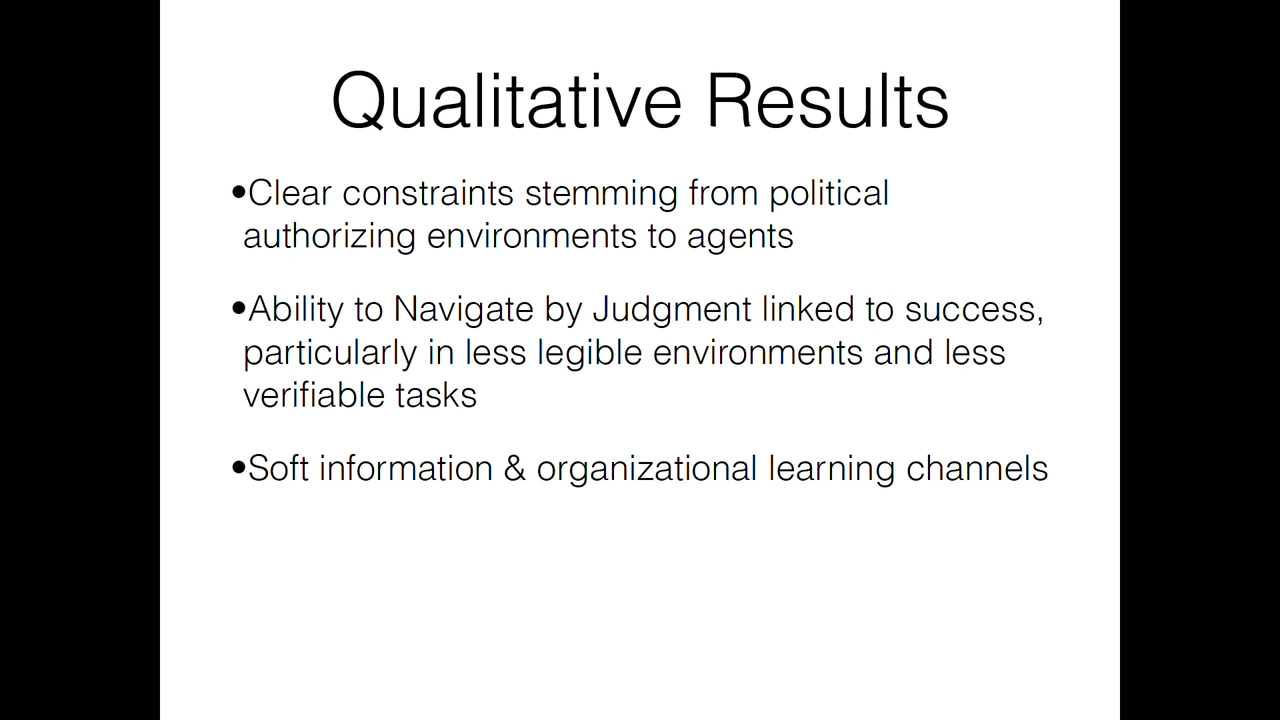 Qualitative Results
•Clear constraints stemming from political
authorizing environments to agents
•Ability to Navigate by Judgment linked to success,
particularly in less legible environments and less
verifiable tasks
•Soft information & organizational learning channels